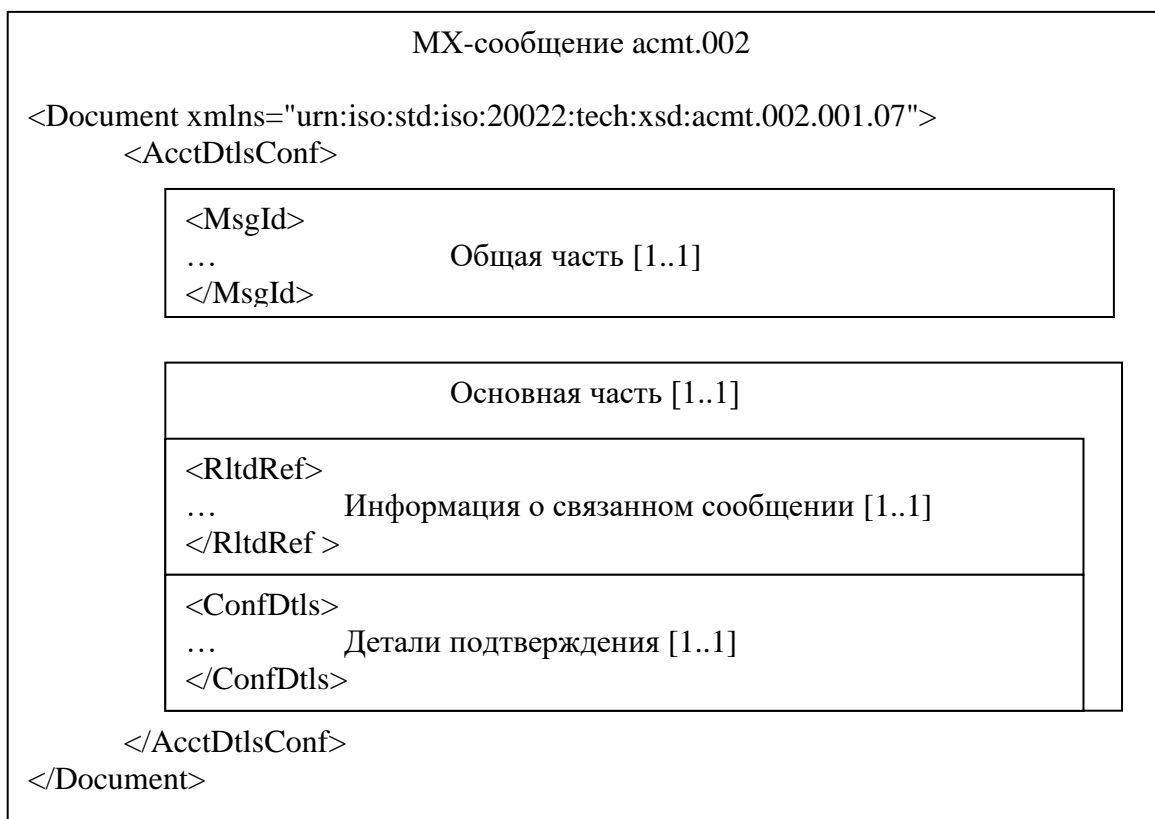 МХ-сообщение acmt.002
<Document xmlns="urn:iso:std:iso:20022:tech:xsd:acmt.002.001.07">
<AcctDtlsConf>
<MsgId>
… Общая часть [1..1]
</MsgId>
Основная часть [1..1]
<RltdRef>
… Информация о связанном сообщении [1..1]
</RltdRef >
<ConfDtls>
… Детали подтверждения [1..1]
</ConfDtls>
</AcctDtlsConf>
</Document>